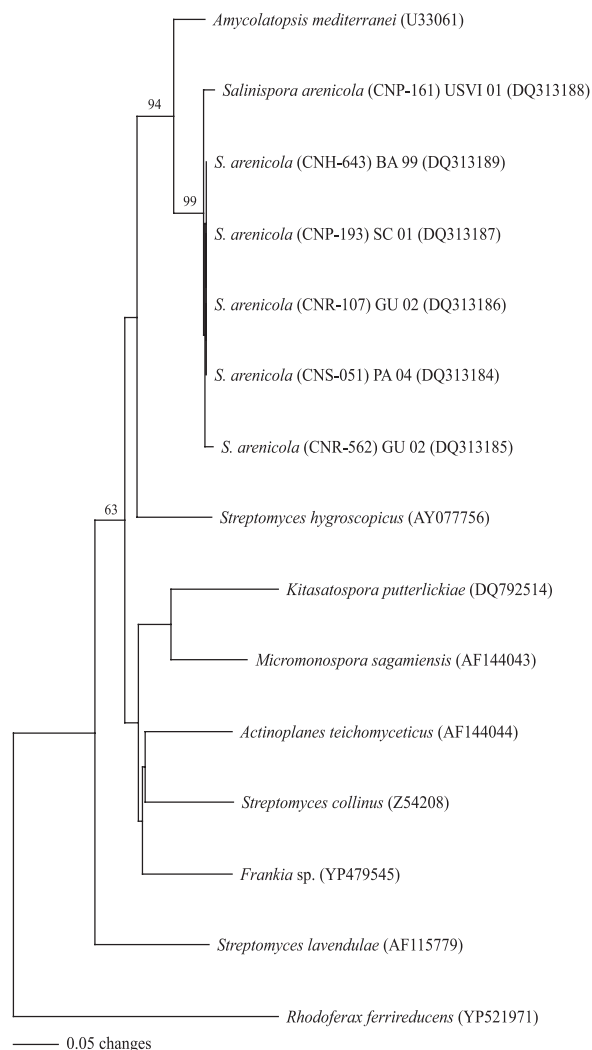 Amycolatopsis mediterranei (U33061)
94
Salinispora arenicola (CNP-161) USVI 01 (DQ313188)
S. arenicola (CNH-643) BA 99 (DQ313189)
99
S. arenicola (CNP-193) SC 01 (DQ313187)
S. arenicola (CNR-107) GU 02 (DQ313186)
S. arenicola (CNS-051) PA 04 (DQ313184)
S. arenicola (CNR-562) GU 02 (DQ313185)
63
Streptomyces hygroscopicus (AY077756)
Kitasatospora putterlickiae (DQ792514)
Micromonospora sagamiensis (AF144043)
Actinoplanes teichomyceticus (AF144044)
Streptomyces collinus (Z54208)
Frankia sp. (YP479545)
Streptomyces lavendulae (AF115779)
Rhodoferax ferrireducens (YP521971)
0.05 changes